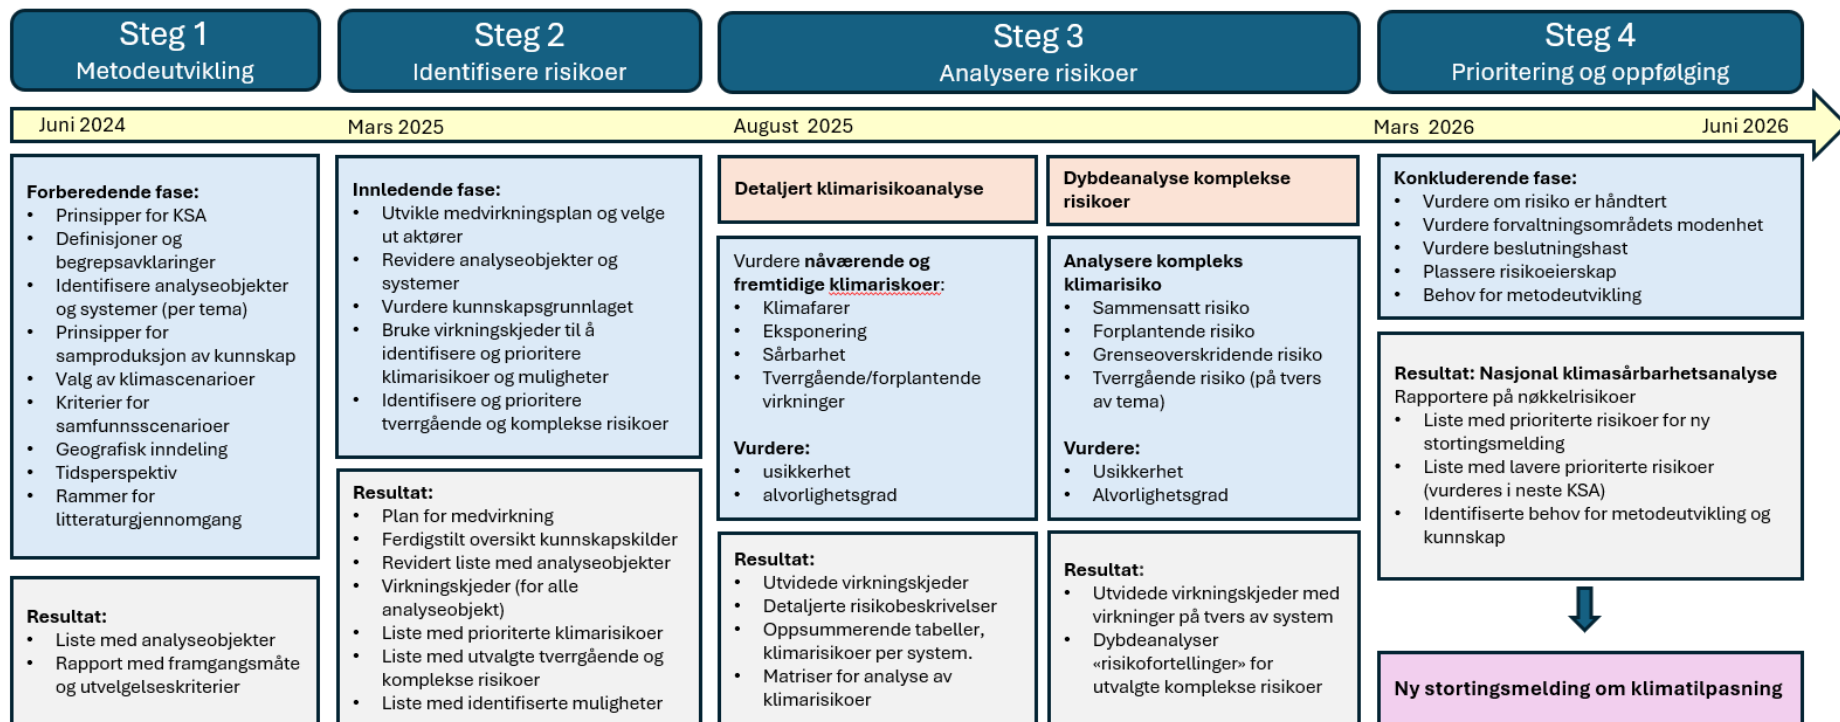 Steg 1
Metodeutvikling
Steg 2
Identifisere risikoer
Steg 3
Analysere risikoer
Steg 4
Prioritering og oppfølging
Juni 2024
Mars 2025
August 2025
Mars 2026
Juni 2026
Forberedende fase:
• Prinsipper for KSA
• Definisjoner og
begrepsavklaringer
• Identifisere analyseobjekter
og systemer (per tema)
• Prinsipper for
samproduksjon av kunnskap
• Valg av klimascenarioer
• Kriterier for
samfunnsscenarioer
• Geografisk inndeling
• Tidsperspektiv
• Rammer for
litteraturgjennomgang
Resultat:
• Liste med analyseobjekter
• Rapport med framgangsmåte
og utvelgelseskriterier
Innledende fase:
• Utvikle medvirkningsplan og velge
ut aktører
• Revidere analyseobjekter og
systemer
• Vurdere kunnskapsgrunnlaget
• Bruke virkningskjeder til å
identifisere og prioritere
klimarisikoer og muligheter
• Identifisere og prioritere
tverrgående og komplekse risikoer
Resultat:
• Plan for medvirkning
• Ferdigstilt oversikt kunnskapskilder
• Revidert liste med analyseobjekter
• Virkningskjeder (for alle
analyseobjekt)
• Liste med prioriterte klimarisikoer
• Liste med utvalgte tverrgående og
komplekse risikoer
• Liste med identifiserte muligheter
Detaljert klimarisikoanalyse
Vurdere nåværende og
fremtidige klimariskoer:
• Klimafarer
• Eksponering
• Sårbarhet
• Tverrgående/forplantende
virkninger
Vurdere:
• usikkerhet
• alvorlighetsgrad
Resultat:
• Utvidede virkningskjeder
• Detaljerte risikobeskrivelser
• Oppsummerende tabeller,
klimarisikoer per system.
• Matriser for analyse av
klimarisikoer
Dybdeanalyse komplekse
risikoer
Analysere kompleks
klimarisiko
• Sammensatt risiko
• Forplantende risiko
• Grenseoverskridende risiko
• Tverrgående risiko (på tvers
av tema)
Vurdere:
• Usikkerhet
• Alvorlighetsgrad
Resultat:
• Utvidede virkningskjeder med
virkninger på tvers av system
• Dybdeanalyser
«risikofortellinger» for
utvalgte komplekse risikoer
Konkluderende fase:
• Vurdere om risiko er håndtert
• Vurdere forvaltningsområdets modenhet
• Vurdere beslutningshast
• Plassere risikoeierskap
• Behov for metodeutvikling
Resultat: Nasjonal klimasårbarhetsanalyse
Rapportere på nøkkelrisikoer
• Liste med prioriterte risikoer for ny
stortingsmelding
• Liste med lavere prioriterte risikoer
(vurderes i neste KSA)
• Identifiserte behov for metodeutvikling og
kunnskap
Ny stortingsmelding om klimatilpasning